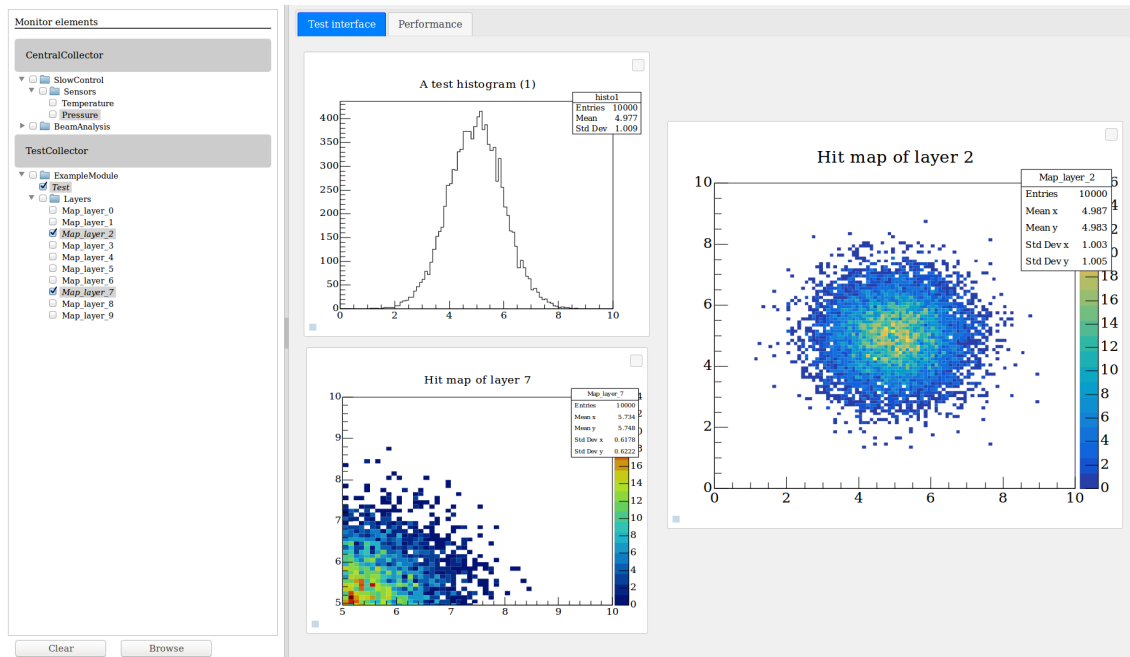 Monitor elements
CentralCollector
SlowControl
Sensors
Temperature
Pressure
BeamAnalysis
TestCollector
ExampleModule
Test
Layers
Map_layer_0
Map_layer_1
Map_layer_2
Map_layer_3
Map_layer_4
Map_layer_5
Map_layer_6
Map_layer_7
Map_layer_8
Map_layer_9
Clear Browse
Test interface Performance
A test histogram (1)
histo1
Entries 10000
Mean 4.977
Std Dev 1.009
400
350
300
250
200
150
100
50
0
0 2 4 6 8 10
Hit map of layer 7
Map_layer_7
Entries 10000
Mean x 5.734
Mean y 5.748
Std Dev x 0.6178
Std Dev y 0.6222
10
9
8
7
6
5
5 6 7 8 9 10
16
14
12
10
8
6
4
2
0
Hit map of layer 2
Map_layer_2
Entries 10000
Mean x 4.987
Mean y 4.983
Std Dev x 1.003
Std Dev y 1.005
10
8
6
4
2
0
0 2 4 6 8 10
18
16
14
12
10
8
6
4
2
0